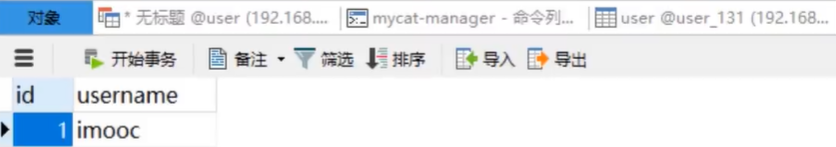 对象 * 无标题 @user (192.168.... mycat-manager - 命令列... user @user_131 (192.168...
开始事务 备注 筛选 排序 导入 导出
id username
1 imooc